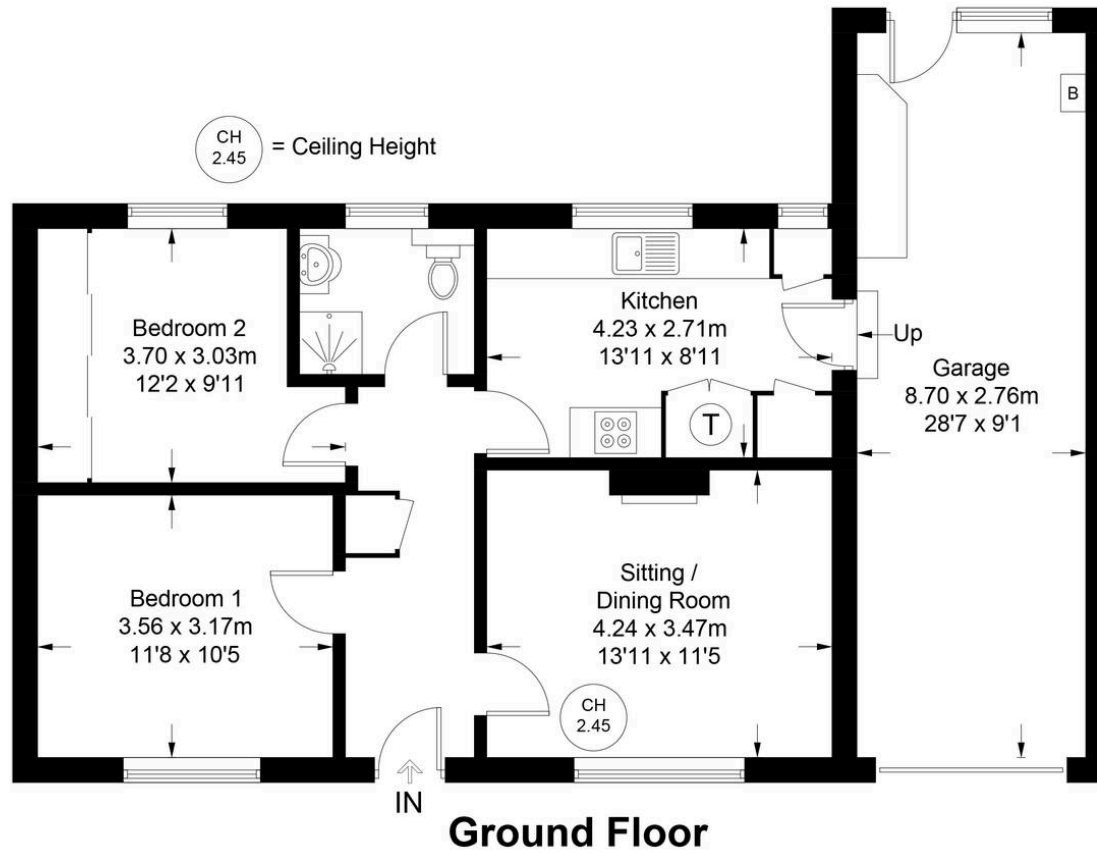 CH
2.45
= Ceiling Height
B
Bedroom 2
3.70 x 3.03m
12'2 x 9'11
Kitchen
4.23 x 2.71m
13'11 x 8'11
Up
Garage
8.70 x 2.76m
28'7 x 9'1
T
Bedroom 1
3.56 x 3.17m
11'8 x 10'5
Sitting /
Dining Room
4.24 x 3.47m
13'11 x 11'5
CH
2.45
IN
Ground Floor